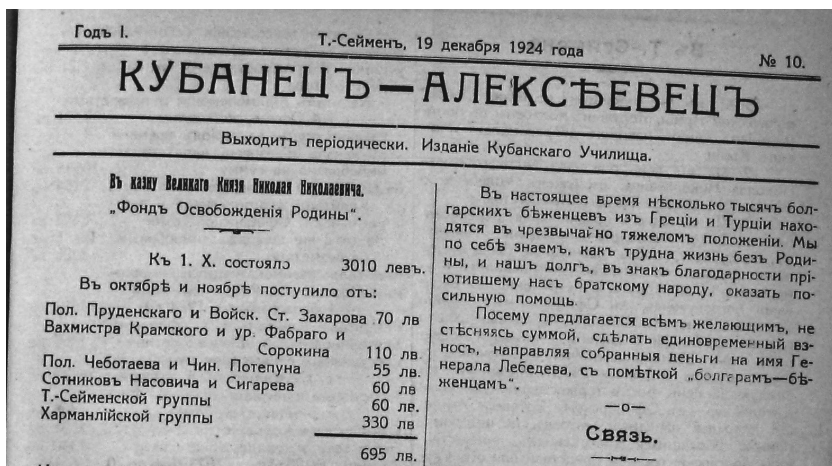 Годъ I.
Т.-Сейменъ, 19 декабря 1924 года
№ 10.
КУБАНЕЦЪ — АЛЕКСѢЕВЕЦЪ
Выходитъ періодически. Изданіе Кубанскаго Училища.
Въ казну Великаго Князя Николая Николаевича.
„Фондъ Освобожденія Родины".
Къ 1. X. состояло 3010 левъ.
Въ октябрѣ и ноябрѣ поступило отъ:
Пол. Пруденскаго и Войск. Ст. Захарова 70 лв
Вахмистра Крамского и ур. Фабраго и
Сорокина 110 лв.
Пол. Чеботаева и Чин. Потепуна 55 лв.
Сотниковъ Насовича и Сигарева 60 лв
Т.-Сейменской группы 60 лв.
Харманлійской группы 330 лв
695 лв.
Въ настоящее время нѣсколько тысячъ бол-
гарскихъ бѣженцевъ изъ Греціи и Турціи нахо-
дятся въ чрезвычайно тяжеломъ положеніи. Мы
по себѣ знаемъ, какъ трудна жизнь безъ Роди-
ны, и нашъ долгъ, въ знакъ благодарности прі-
ютившему насъ братскому народу, оказать по-
сильную помощь.
Посему предлагается всѣмъ желающимъ, не
стѣсняясь суммой, сдѣлать единовременный вз-
носъ, направляя собранныя деньги на имя Ге-
нерала Лебедева, съ помѣткой „болгарамъ—бѣ-
женцамъ".
Связь.